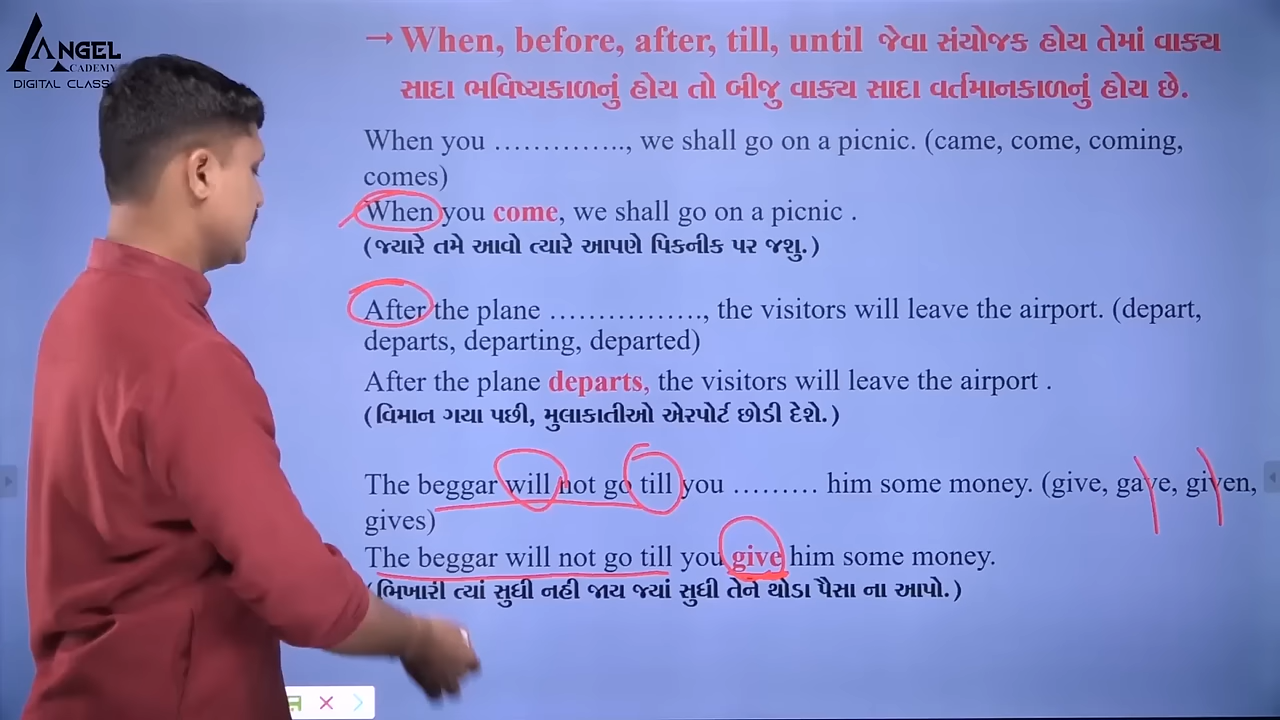 ANGEL
ACADEMY
DIGITAL CLASS
→ When, before, after, till, until જેવા સંયોજક હોય તેમાં વાક્ય
સાદા ભવિષ્યકાળનું હોય તો બીજુ વાક્ય સાદા વર્તમાનકાળનું હોય છે.
When you ………….., we shall go on a picnic. (came, come, coming,
comes)
When you come, we shall go on a picnic .
(જ્યારે તમે આવો ત્યારે આપણે પિકનીક પર જશુ.)
After the plane ……………., the visitors will leave the airport. (depart,
departs, departing, departed)
After the plane departs, the visitors will leave the airport .
(વિમાન ગયા પછી, મુલાકાતીઓ એરપોર્ટ છોડી દેશે.)
The beggar will not go till you ……… him some money. (give, gave, given,
gives)
The beggar will not go till you give him some money.
(ભિખારી ત્યાં સુધી નહી જાય જ્યાં સુધી તેને થોડા પૈસા ના આપો.)